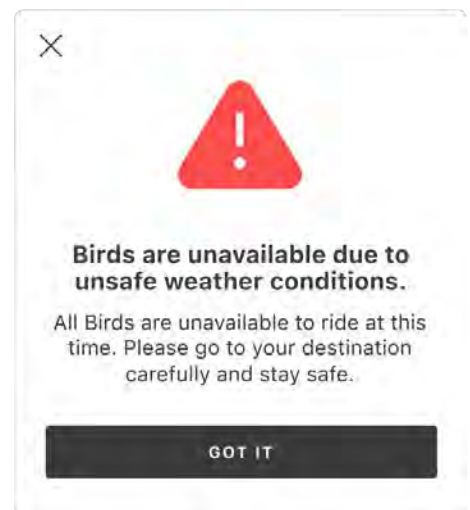 Birds are unavailable due to
unsafe weather conditions.
All Birds are unavailable to ride at this
time. Please go to your destination
carefully and stay safe.
GOT IT